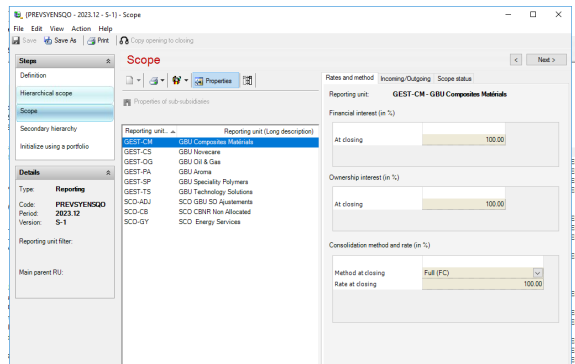 (PREVSYENSQO - 2023.12 - S-1) - Scope
File Edit View Action Help
Save Save As Print Copy opening to closing
Steps
Definition
Hierarchical scope
Scope
Secondary hierarchy
Initialize using a portfolio
Details
Type: Reporting
Code: PREVSYENSQO
Period: 2023.12
Version: S-1
Reporting unit filter:
Main parent RU:
Scope
< Next >
Properties
Properties of sub-subsidiaries
Reporting unit... Reporting unit (Long description)
GEST-CM GBU Composites Matérials
GEST-CS GBU Novecare
GEST-OG GBU Oil & Gas
GEST-PA GBU Aroma
GEST-SP GBU Speciality Polymers
GEST-TS GBU Technology Solutions
SCO-ADJ SCO GBU SO Ajustements
SCO-CB SCO CBNR Non Allocated
SCO-GY SCO Energy Services
Rates and method Incoming/Outgoing Scope status
Reporting unit: GEST-CM - GBU Composites Matérials
Financial interest (in %)
At closing 100.00
Ownership interest (in %)
At closing 100.00
Consolidation method and rate (in %)
Method at closing Full (FC)
Rate at closing 100.00